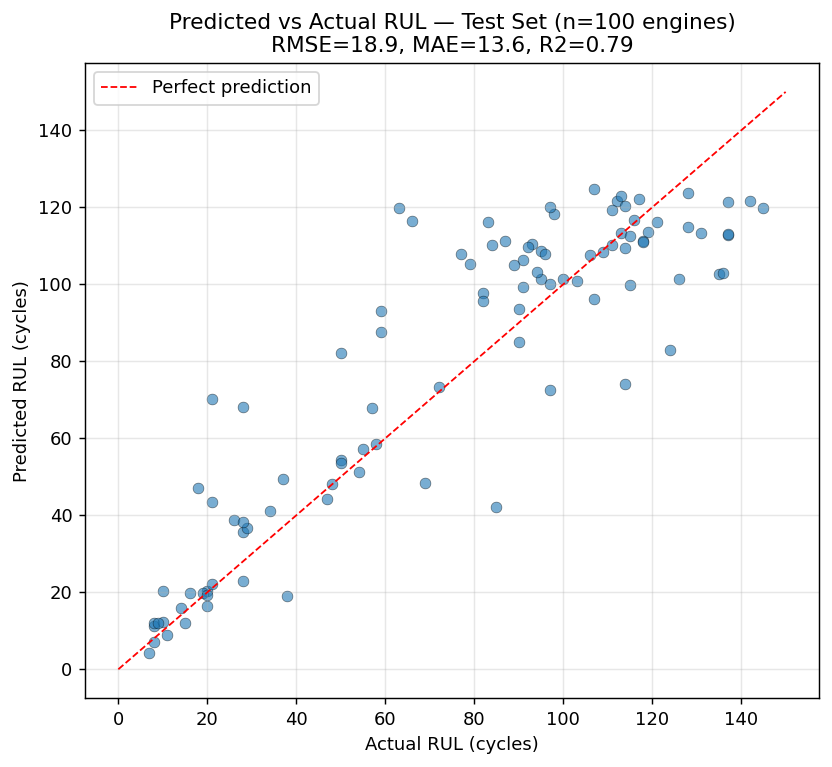 Predicted vs Actual RUL — Test Set (n=100 engines)
RMSE=18.9, MAE=13.6, R2=0.79
Perfect prediction
Predicted RUL (cycles)
140
120
100
80
60
40
20
0
0 20 40 60 80 100 120 140
Actual RUL (cycles)